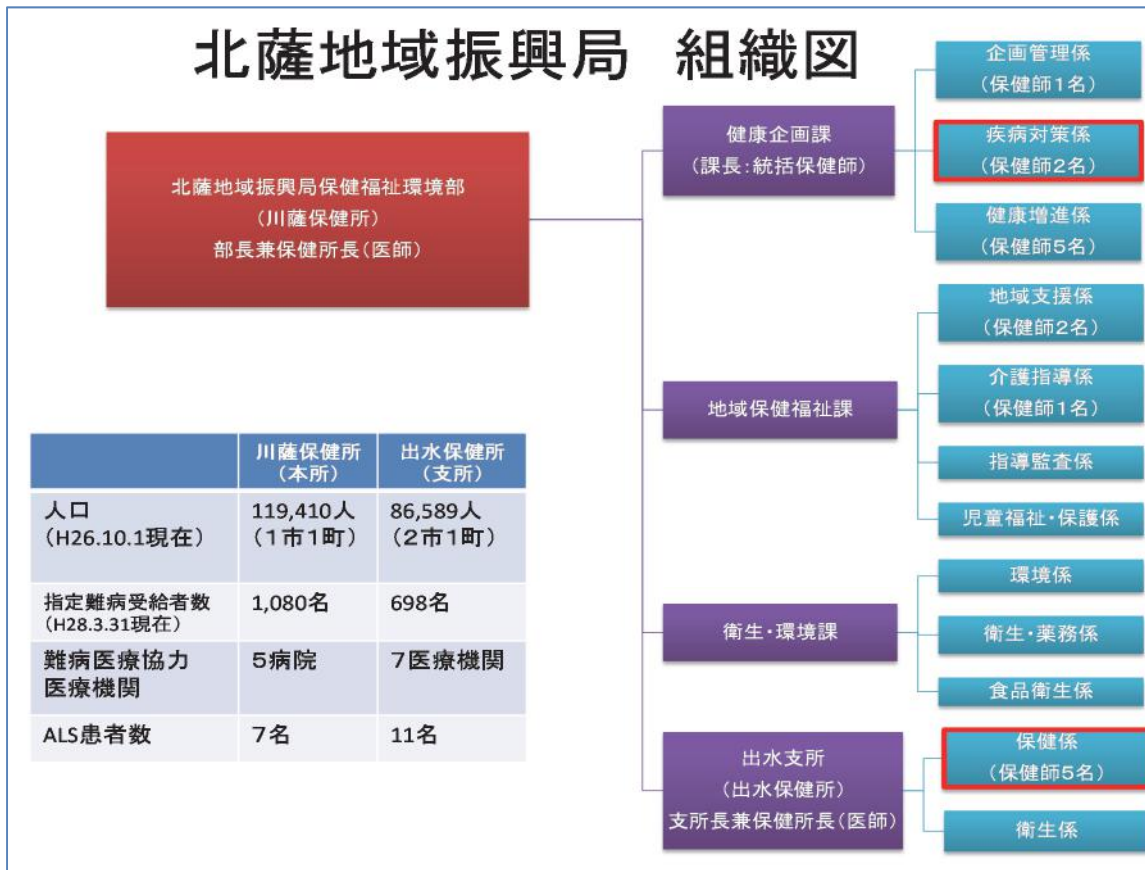 北薩地域振興局 組織図
北薩地域振興局保健福祉環境部
(川薩保健所)
部長兼保健所長(医師)
健康企画課
(課長:統括保健師)
企画管理係
(保健師1名)
疾病対策係
(保健師2名)
健康増進係
(保健師5名)
地域保健福祉課
地域支援係
(保健師2名)
介護指導係
(保健師1名)
指導監査係
児童福祉・保護係
衛生・環境課
環境係
衛生・薬務係
食品衛生係
出水支所
(出水保健所)
支所長兼保健所長(医師)
保健係
(保健師5名)
衛生係
川薩保健所 出水保健所
(本所) (支所)
人口 119,410人 86,589人
(H26.10.1現在) (1市1町) (2市1町)
指定難病受給者数 1,080名 698名
(H28.3.31現在)
難病医療協力 5病院 7医療機関
医療機関
ALS患者数 7名 11名